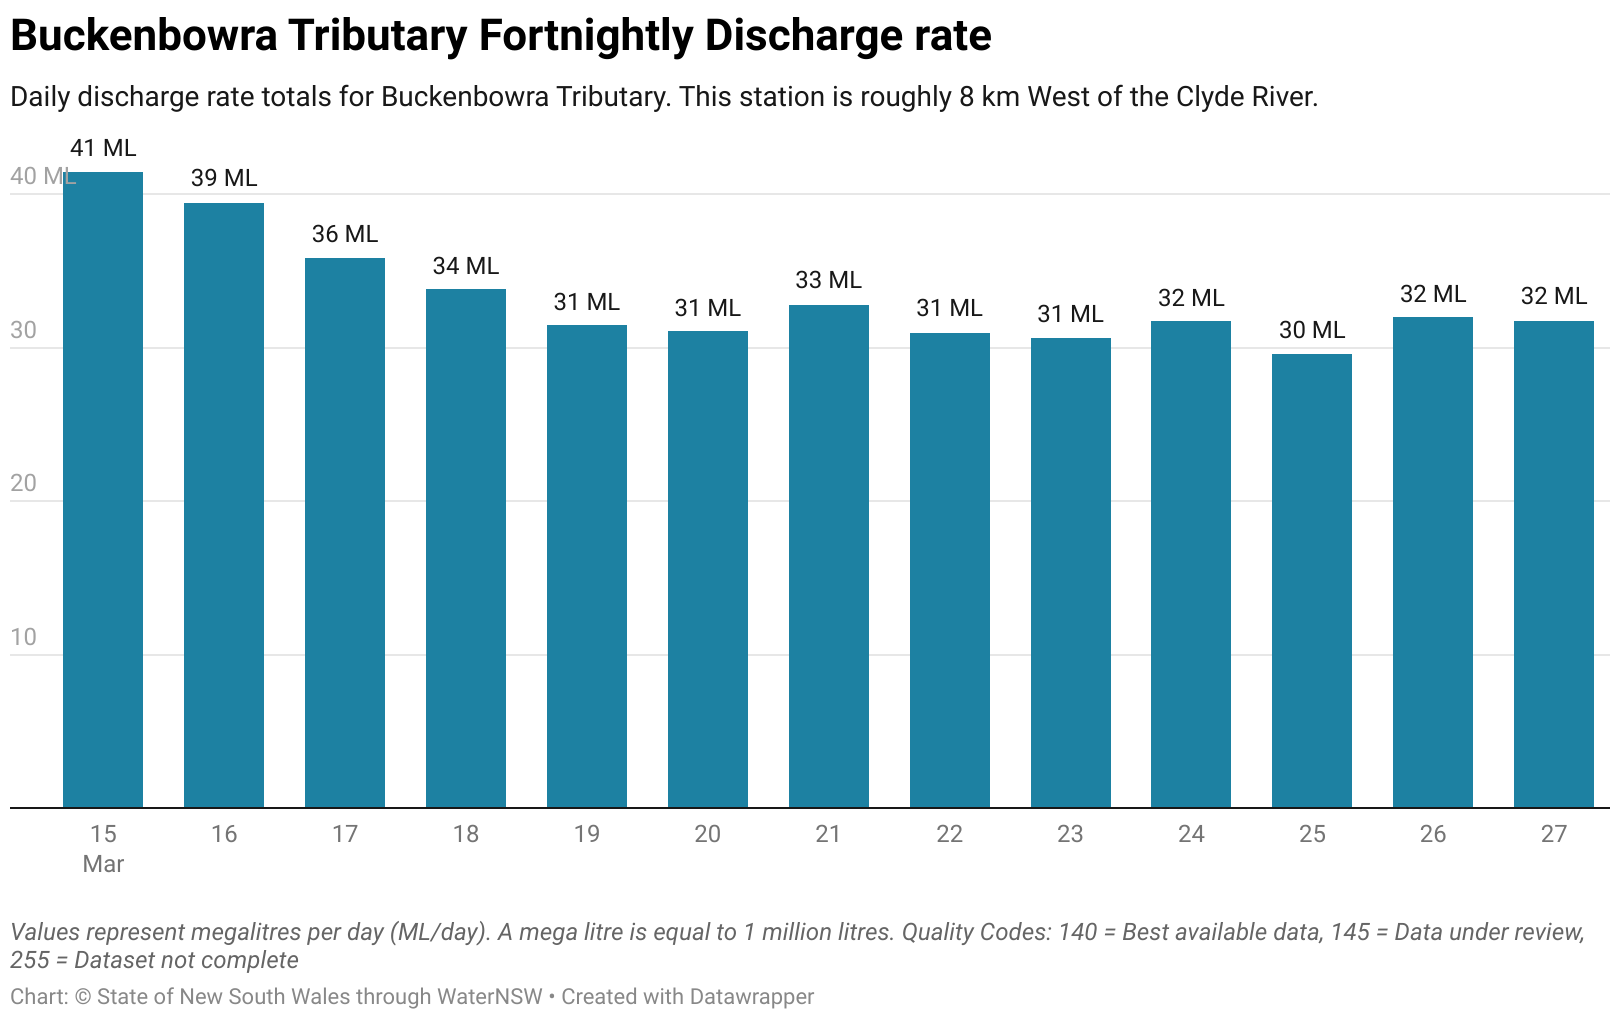 Buckenbowra Tributary Fortnightly Discharge rate
Daily discharge rate totals for Buckenbowra Tributary. This station is roughly 8 km West of the Clyde River.
41 ML
40 ML
39 ML
36 ML
34 ML
31 ML
31 ML
33 ML
31 ML
31 ML
32 ML
30 ML
32 ML
32 ML
30
20
10
15 16 17 18 19 20 21 22 23 24 25 26 27
Mar
Values represent megalitres per day (ML/day). A mega litre is equal to 1 million litres. Quality Codes: 140 = Best available data, 145 = Data under review,
255 = Dataset not complete
Chart: © State of New South Wales through WaterNSW • Created with Datawrapper